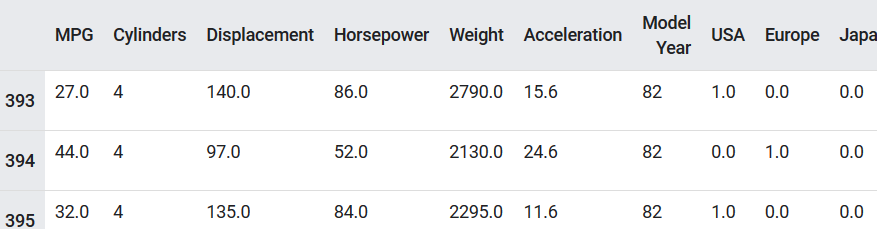 MPG Cylinders Displacement Horsepower Weight Acceleration Model Year USA Europe Japa
393 27.0 4 140.0 86.0 2790.0 15.6 82 1.0 0.0 0.0
394 44.0 4 97.0 52.0 2130.0 24.6 82 0.0 1.0 0.0
395 32.0 4 135.0 84.0 2295.0 11.6 82 1.0 0.0 0.0